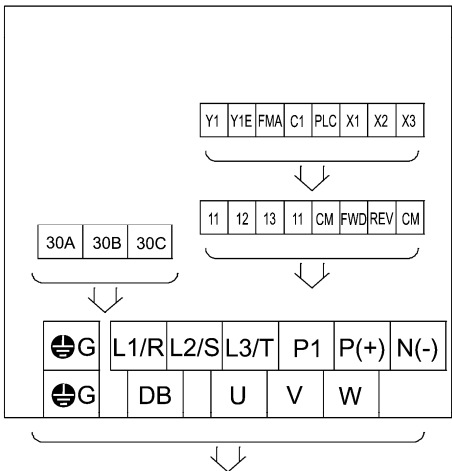 Y1 Y1E FMA C1 PLC X1 X2 X3
11 12 13 11 CM FWD REV CM
30A 30B 30C
G L1/R L2/S L3/T P1 P(+) N(-)
G DB U V W